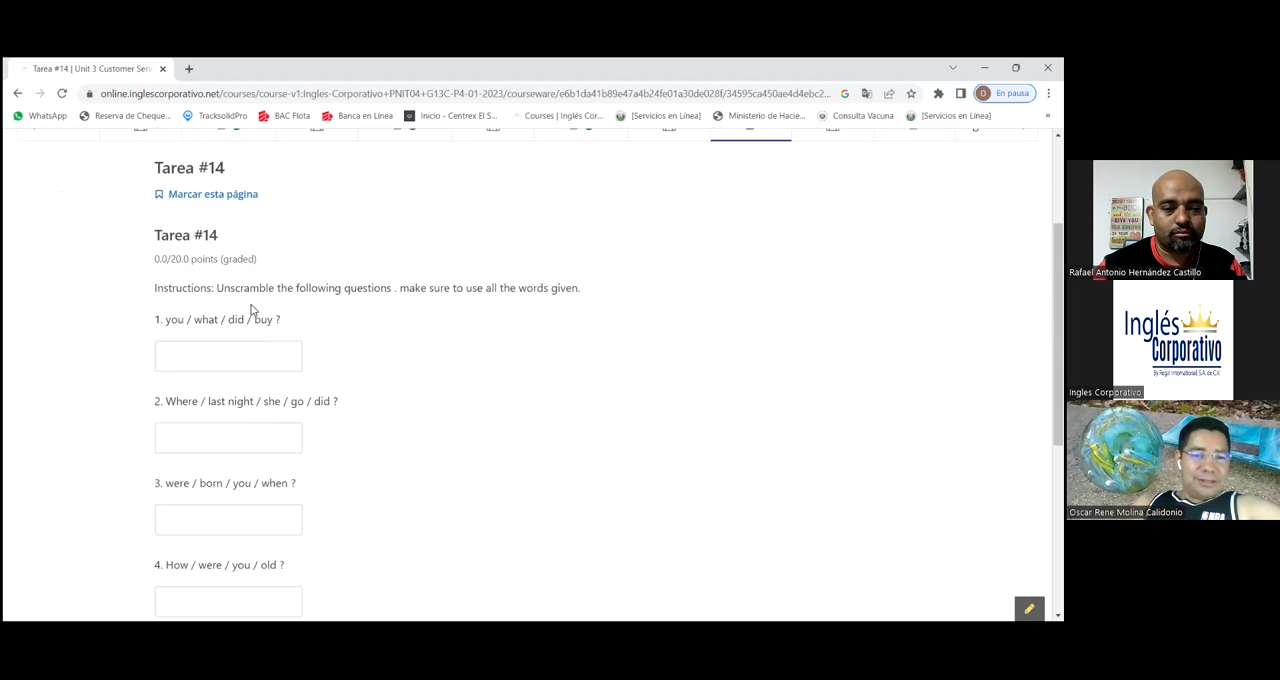 Tarea #14 | Unit 3 Customer Serv
online.inglescorporativo.net/courses/course-v1:Ingles-Corporativo+PNIT04+G13C-P4-01-2023/courseware/e6b1da41b89e47a4b24fe01a30de028f/34595ca450ae4d4ebc2...
En pausa
WhatsApp
Reserva de Cheque...
TracksolidPro
BAC Flota
Banca en Línea
Inicio - Centrex El S...
Courses | Inglés Cor...
[Servicios en Línea]
Ministerio de Hacie...
Consulta Vacuna
[Servicios en Línea]
Tarea #14
Marcar esta página
Tarea #14
0.0/20.0 points (graded)
Instructions: Unscramble the following questions . make sure to use all the words given.
1. you / what / did / buy ?
2. Where / last night / she / go / did ?
3. were / born / you / when ?
4. How / were / you / old ?
Rafael Antonio Hernández Castillo
Inglés
Corporativo
By Regal International, S.A. de C.V.
Ingles Corporativo
Oscar Rene Molina Calidonio